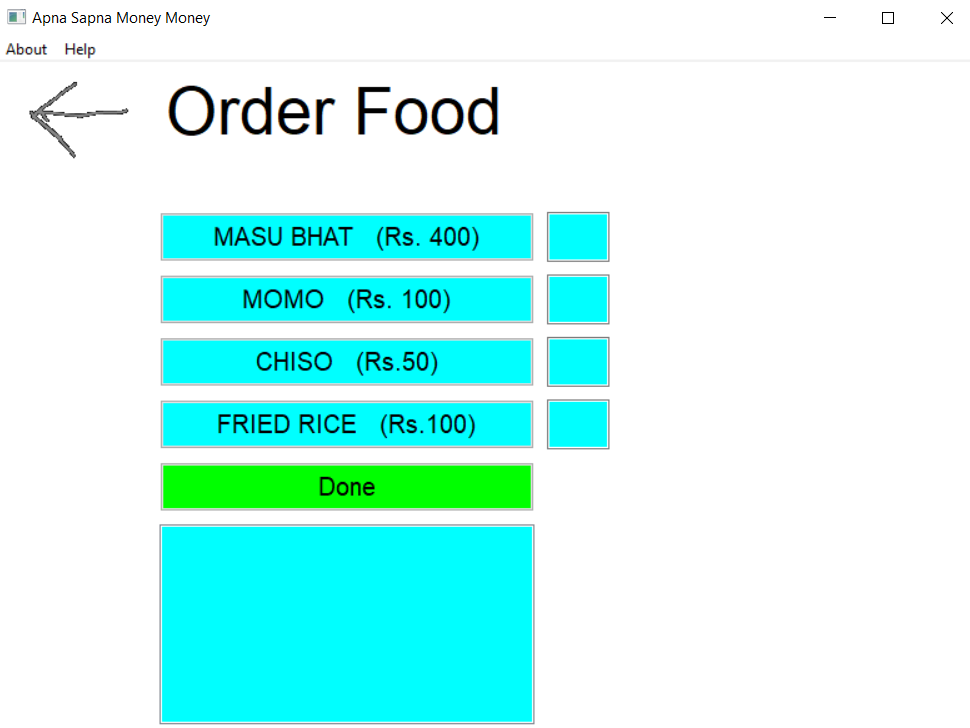 Apna Sapna Money Money
About Help
Order Food
MASU BHAT (Rs. 400)
MOMO (Rs. 100)
CHISO (Rs.50)
FRIED RICE (Rs.100)
Done